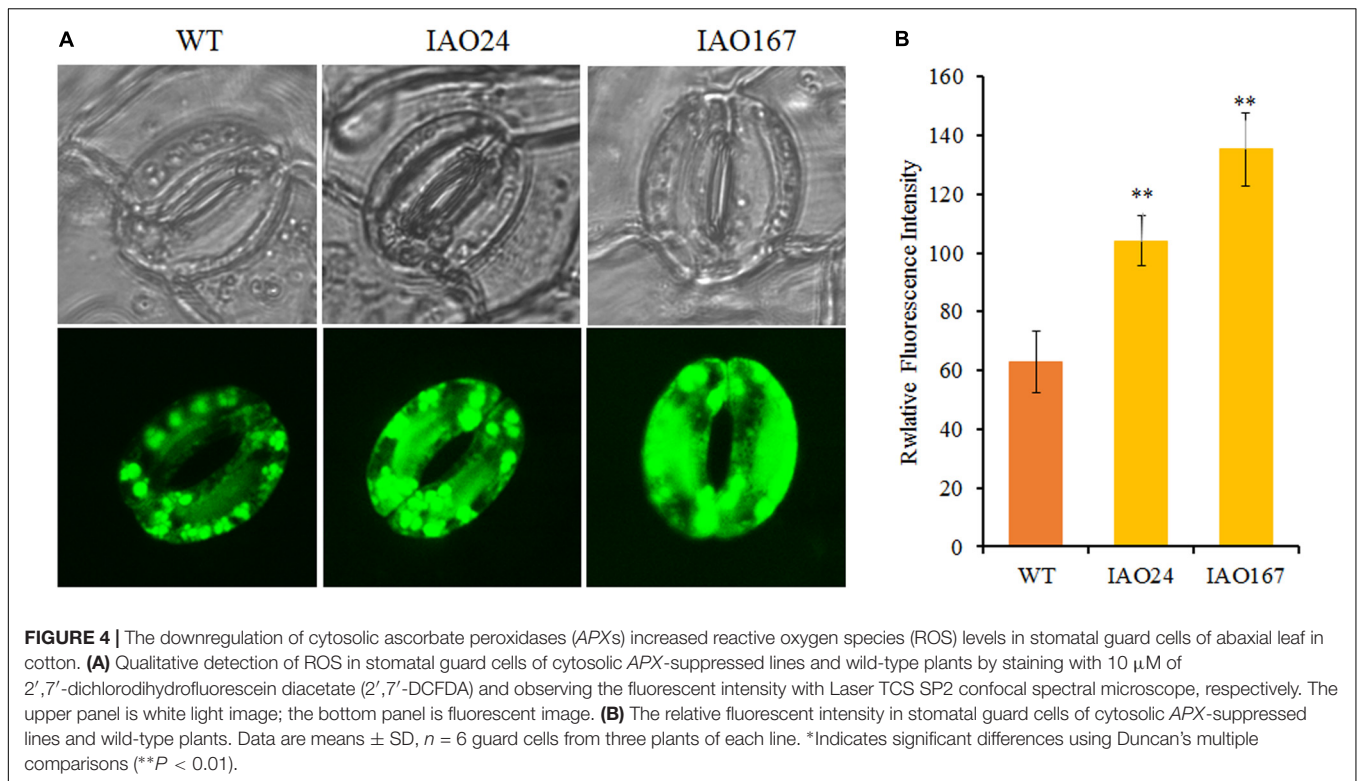 A
WT
IAO24
IAO167
B
Rwlative Fluorescence Intensity
160
140
120
100
80
60
40
20
0
**
**
WT
IAO24
IAO167
FIGURE 4 | The downregulation of cytosolic ascorbate peroxidases (APXs) increased reactive oxygen species (ROS) levels in stomatal guard cells of abaxial leaf in
cotton. (A) Qualitative detection of ROS in stomatal guard cells of cytosolic APX-suppressed lines and wild-type plants by staining with 10 μM of
2′,7′-dichlorodihydrofluorescein diacetate (2′,7′-DCFDA) and observing the fluorescent intensity with Laser TCS SP2 confocal spectral microscope, respectively. The
upper panel is white light image; the bottom panel is fluorescent image. (B) The relative fluorescent intensity in stomatal guard cells of cytosolic APX-suppressed
lines and wild-type plants. Data are means ± SD, n = 6 guard cells from three plants of each line. *Indicates significant differences using Duncan's multiple
comparisons (**P < 0.01).